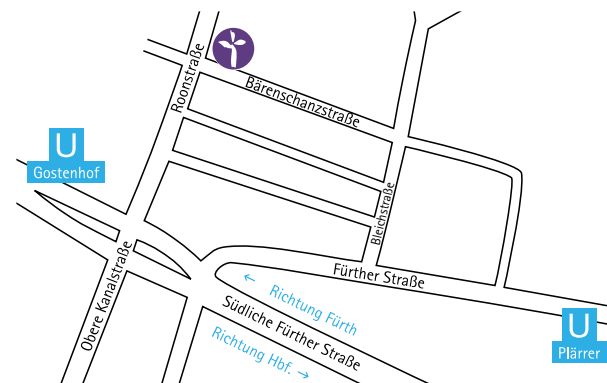 Roonstraße
Bärenschanzstraße
U
Gostenhof
Bleichstraße
Obere Kanalstraße
Fürther Straße
← Richtung Fürth
Südliche Fürther Straße
Richtung Hbf. →
U
Plärrer